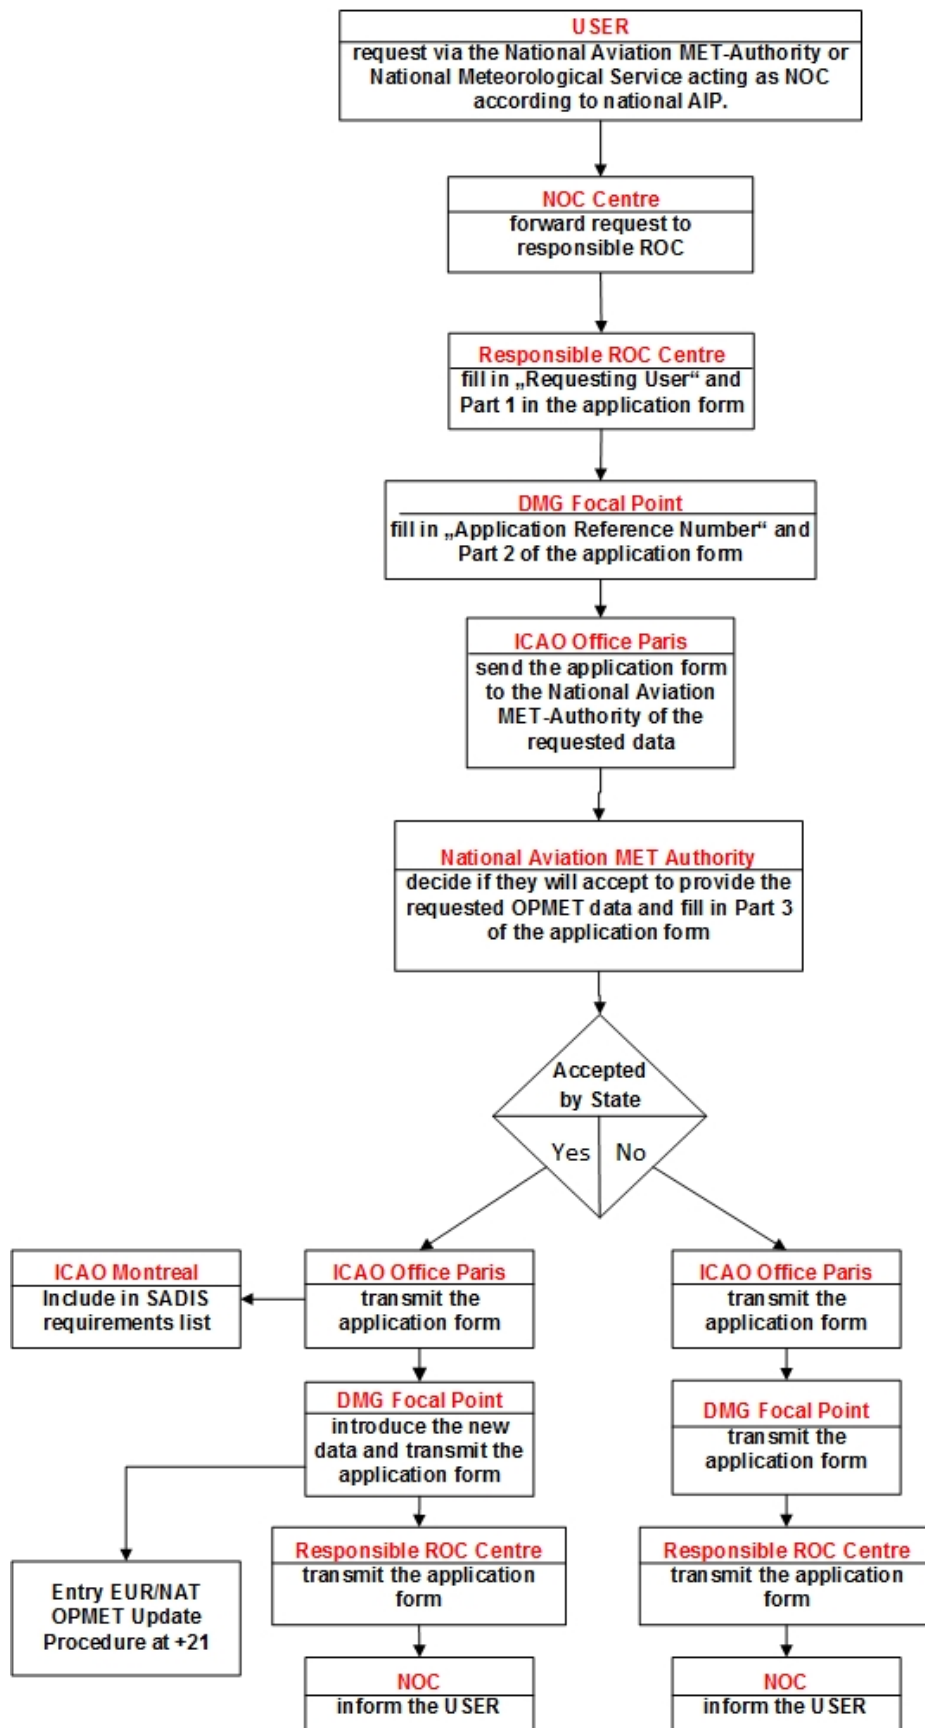 USER
request via the National Aviation MET-Authority or
National Meteorological Service acting as NOC
according to national AIP.
NOC Centre
forward request to
responsible ROC
Responsible ROC Centre
fill in „Requesting User“ and
Part 1 in the application form
DMG Focal Point
fill in „Application Reference Number“ and
Part 2 of the application form
ICAO Office Paris
send the application form
to the National Aviation
MET-Authority of the
requested data
National Aviation MET Authority
decide if they will accept to provide the
requested OPMET data and fill in Part 3
of the application form
Accepted
by State
Yes
No
ICAO Montreal
Include in SADIS
requirements list
ICAO Office Paris
transmit the
application form
ICAO Office Paris
transmit the
application form
DMG Focal Point
introduce the new
data and transmit the
application form
DMG Focal Point
transmit the
application form
Entry EUR/NAT
OPMET Update
Procedure at +21
Responsible ROC Centre
transmit the application
form
Responsible ROC Centre
transmit the application
form
NOC
inform the USER
NOC
inform the USER